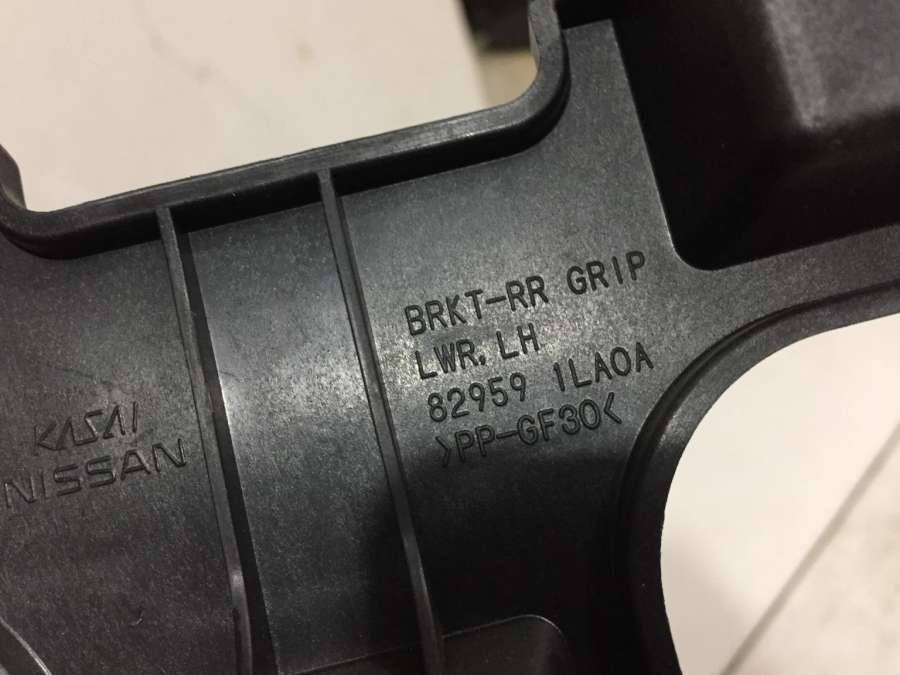 BRKT-RR GRIP
LWR. LH
82959 1LA0A
>PP-GF30<
KASAI
NISSAN